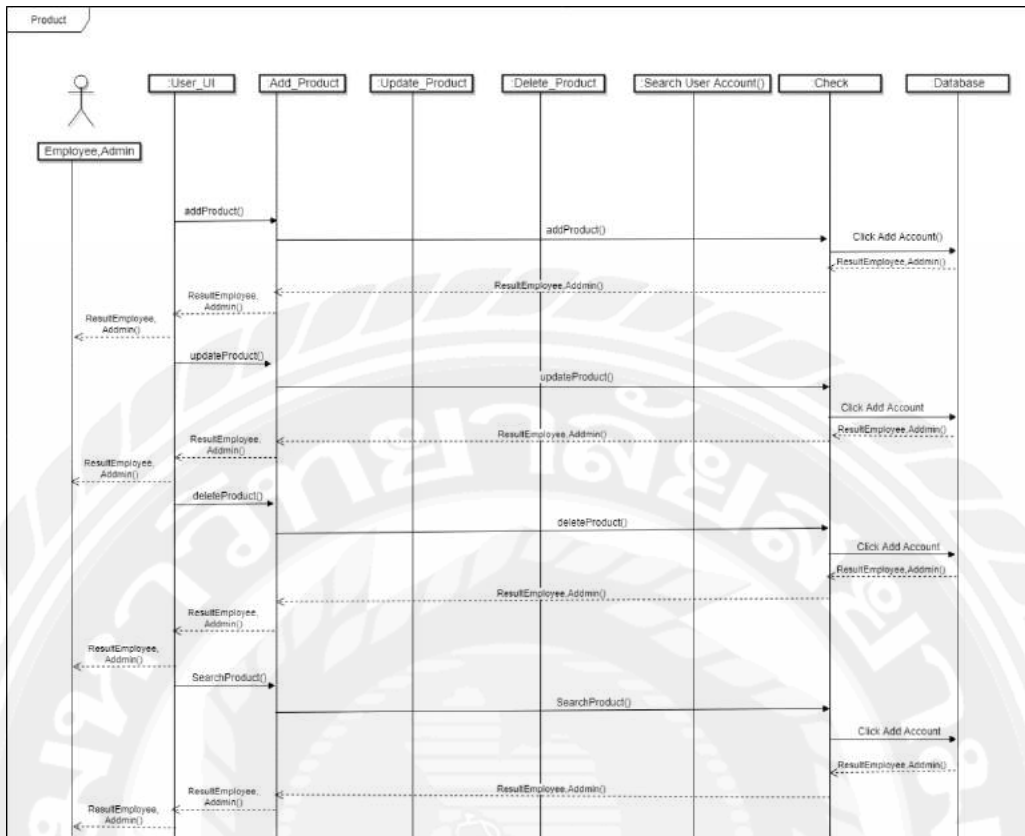 Product
:User_UI
:Add_Product
:Update_Product
:Delete_Product
:Search User Account()
:Check
:Database
Employee,Admin
addProduct()
addProduct()
Click Add Account()
ResultEmployee,Addmin()
ResultEmployee,Addmin()
ResultEmployee,
Addmin()
ResultEmployee,
Addmin()
updateProduct()
updateProduct()
Click Add Account
ResultEmployee,Addmin()
ResultEmployee,Addmin()
ResultEmployee,
Addmin()
ResultEmployee,
Addmin()
deleteProduct()
deleteProduct()
Click Add Account
ResultEmployee,Addmin()
ResultEmployee,Addmin()
ResultEmployee,
Addmin()
ResultEmployee,
Addmin()
SearchProduct()
SearchProduct()
Click Add Account
ResultEmployee,Addmin()
ResultEmployee,Addmin()
ResultEmployee,
Addmin()
ResultEmployee,
Addmin()